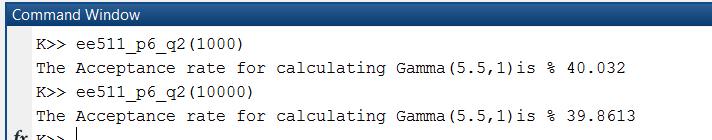 Command Window
K>> ee511_p6_q2(1000)
The Acceptance rate for calculating Gamma(5.5,1)is % 40.032
K>> ee511_p6_q2(10000)
The Acceptance rate for calculating Gamma(5.5,1)is % 39.8613
fx K>>